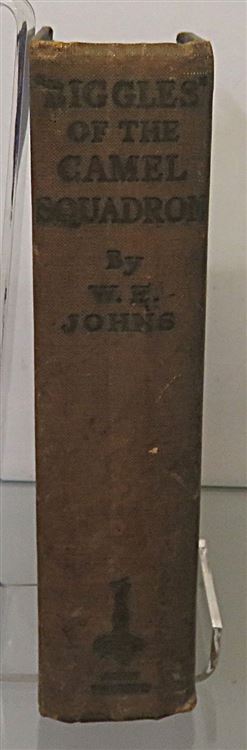 "BIGGLES"
OF THE
CAMEL
SQUADRON
By
W. E.
JOHNS